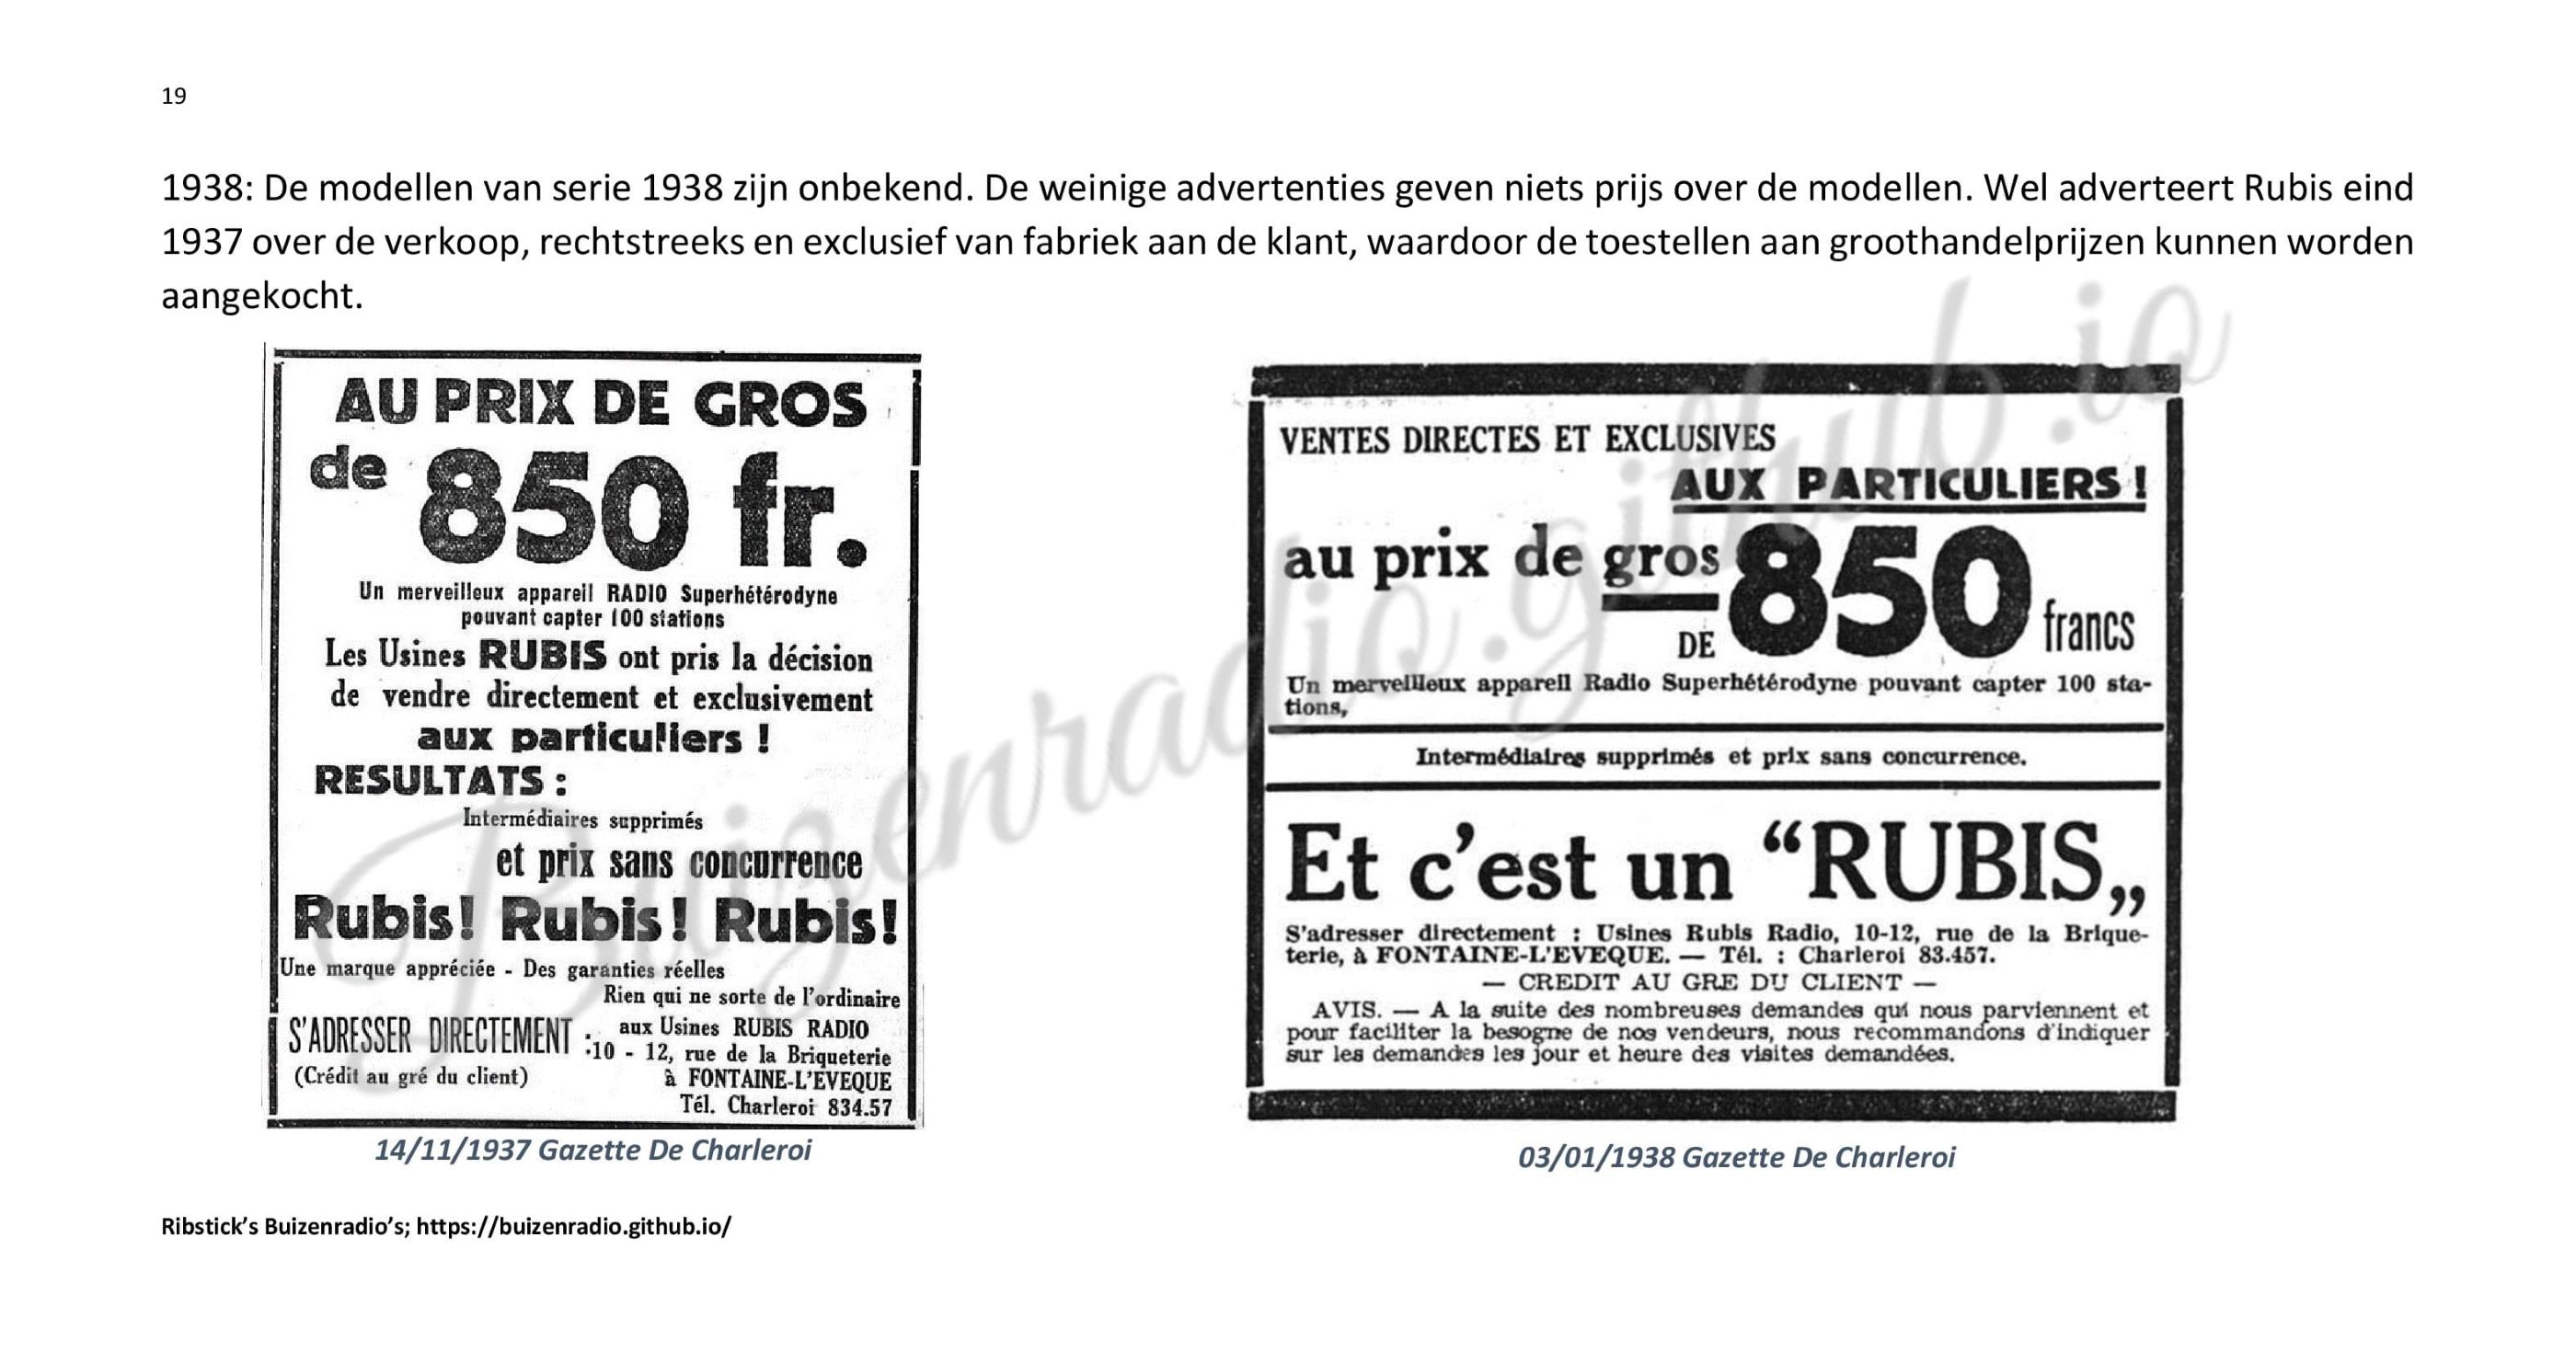 19
1938: De modellen van serie 1938 zijn onbekend. De weinige advertenties geven niets prijs over de modellen. Wel adverteert Rubis eind
1937 over de verkoop, rechtstreeks en exclusief van fabriek aan de klant, waardoor de toestellen aan groothandelprijzen kunnen worden
aangekocht.
AU PRIX DE GROS
de 850 fr.
Un merveilleux appareil RADIO Superhétérodyne
pouvant capter 100 stations
Les Usines RUBIS ont pris la décision
de vendre directement et exclusivement
aux particuliers !
RESULTATS :
Intermédiaires supprimés
et prix sans concurrence
Rubis! Rubis! Rubis!
Une marque appréciée - Des garanties réelles
Rien qui ne sorte de l'ordinaire
S'ADRESSER DIRECTEMENT : aux Usines RUBIS RADIO
10 - 12, rue de la Briqueterie
(Crédit au gré du client) à FONTAINE-L'EVEQUE
Tél. Charleroi 834.57
14/11/1937 Gazette De Charleroi
VENTES DIRECTES ET EXCLUSIVES
AUX PARTICULIERS !
au prix de gros
DE 850 francs
Un merveilleux appareil Radio Superhétérodyne pouvant capter 100 sta-
tions,
Intermédiaires supprimés et prix sans concurrence.
Et c'est un “RUBIS„
S'adresser directement : Usines Rubis Radio, 10-12, rue de la Brique-
terie, à FONTAINE-L'EVEQUE. — Tél. : Charleroi 83.457.
— CREDIT AU GRE DU CLIENT —
AVIS. — A la suite des nombreuses demandes qui nous parviennent et
pour faciliter la besogne de nos vendeurs, nous recommandons d'indiquer
sur les demandes les jour et heure des visites demandées.
03/01/1938 Gazette De Charleroi
Buizenradio.github.io
Ribstick’s Buizenradio’s; https://buizenradio.github.io/